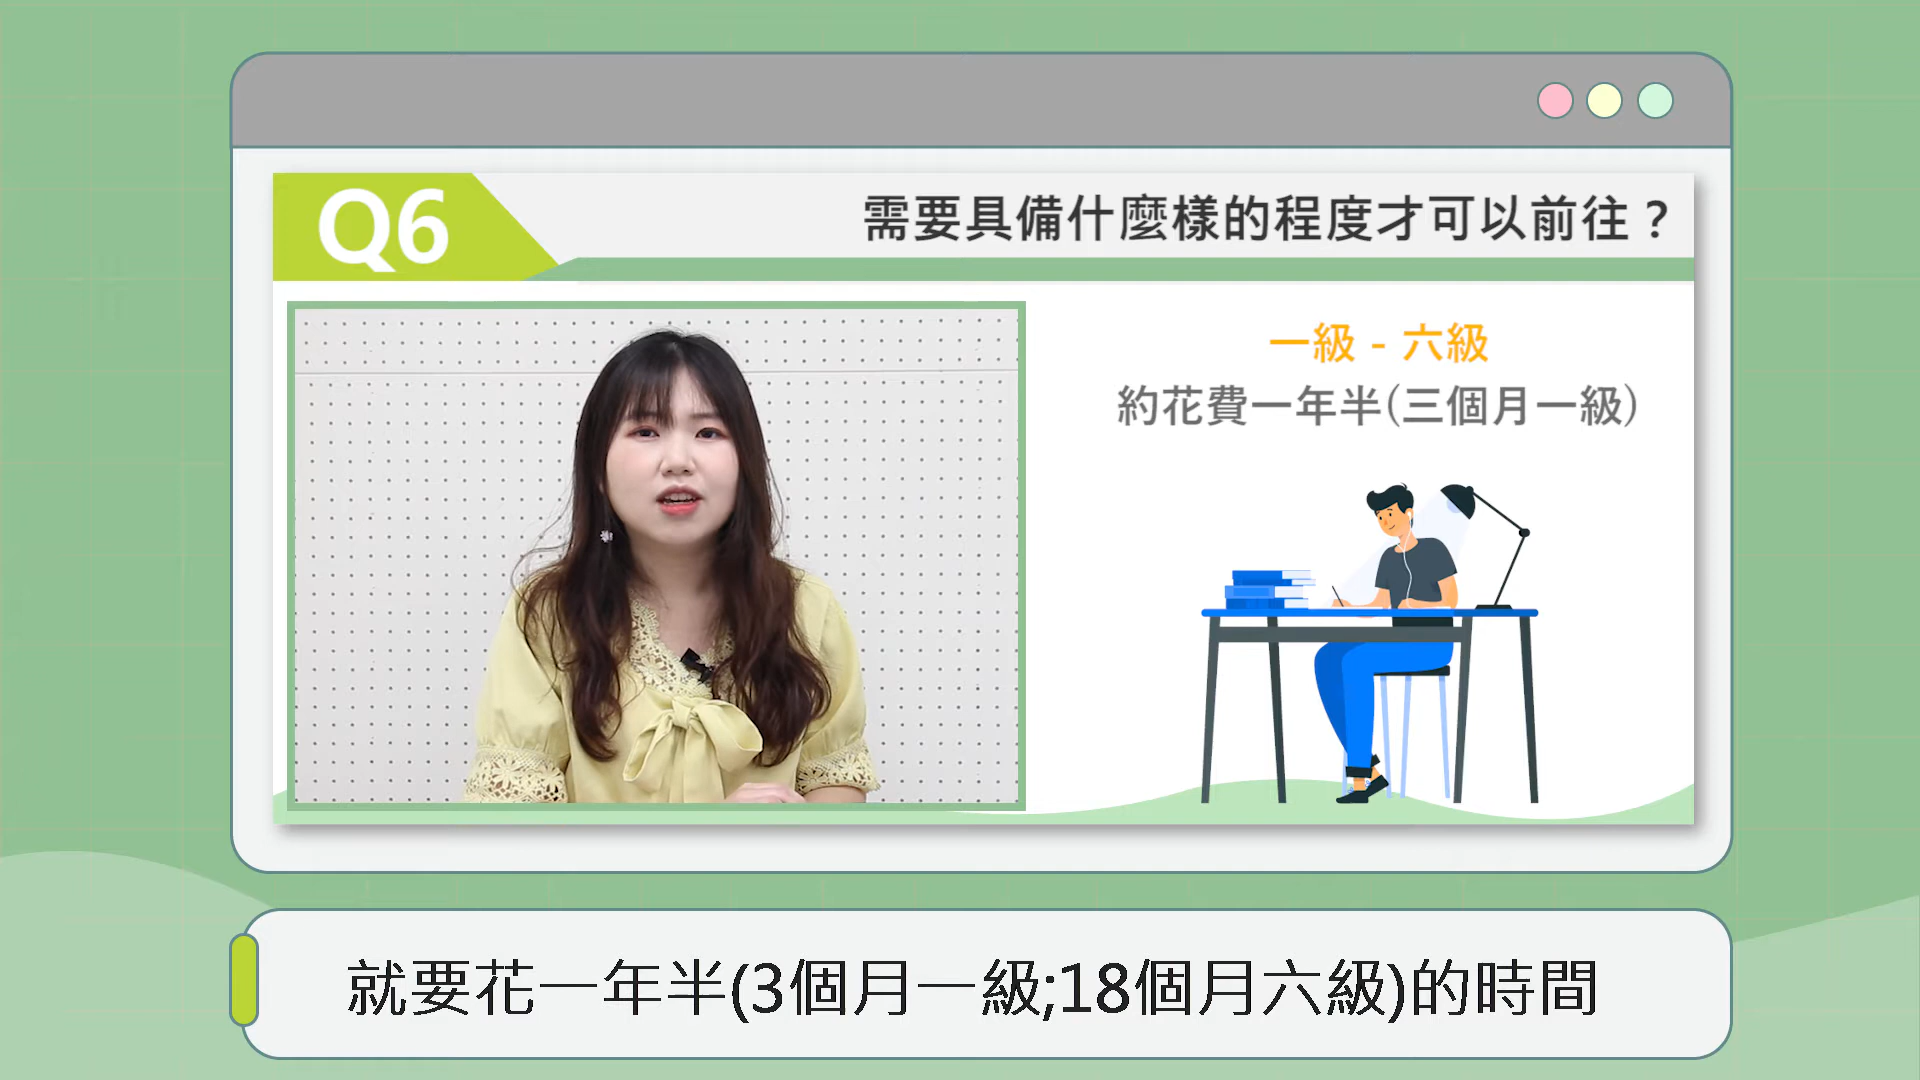 Q6
需要具備什麼樣的程度才可以前往？
一級 - 六級
約花費一年半(三個月一級)
就要花一年半(3個月一級;18個月六級)的時間